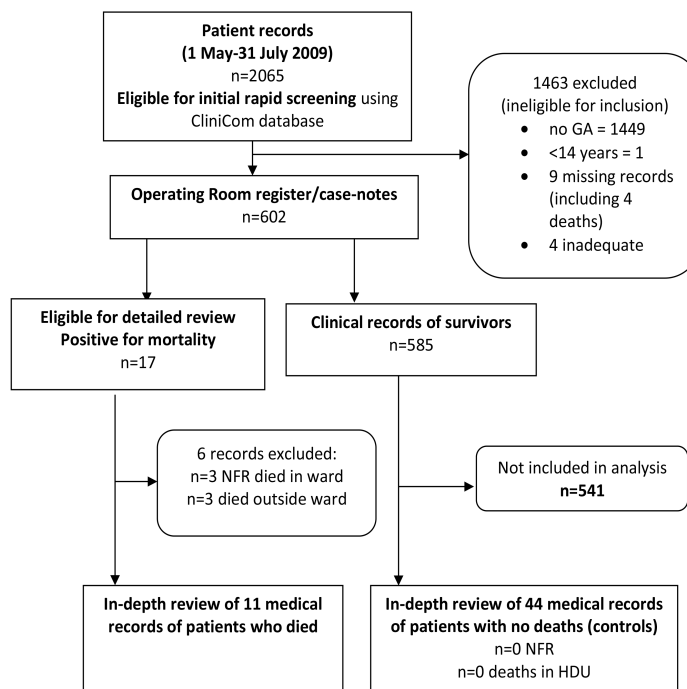 Patient records
(1 May-31 July 2009)
n=2065
Eligible for initial rapid screening using
CliniCom database
1463 excluded
(ineligible for inclusion)
• no GA = 1449
• <14 years = 1
• 9 missing records
(including 4
deaths)
• 4 inadequate
Operating Room register/case-notes
n=602
Eligible for detailed review
Positive for mortality
n=17
Clinical records of survivors
n=585
6 records excluded:
n=3 NFR died in ward
n=3 died outside ward
Not included in analysis
n=541
In-depth review of 11 medical
records of patients who died
In-depth review of 44 medical records
of patients with no deaths (controls)
n=0 NFR
n=0 deaths in HDU